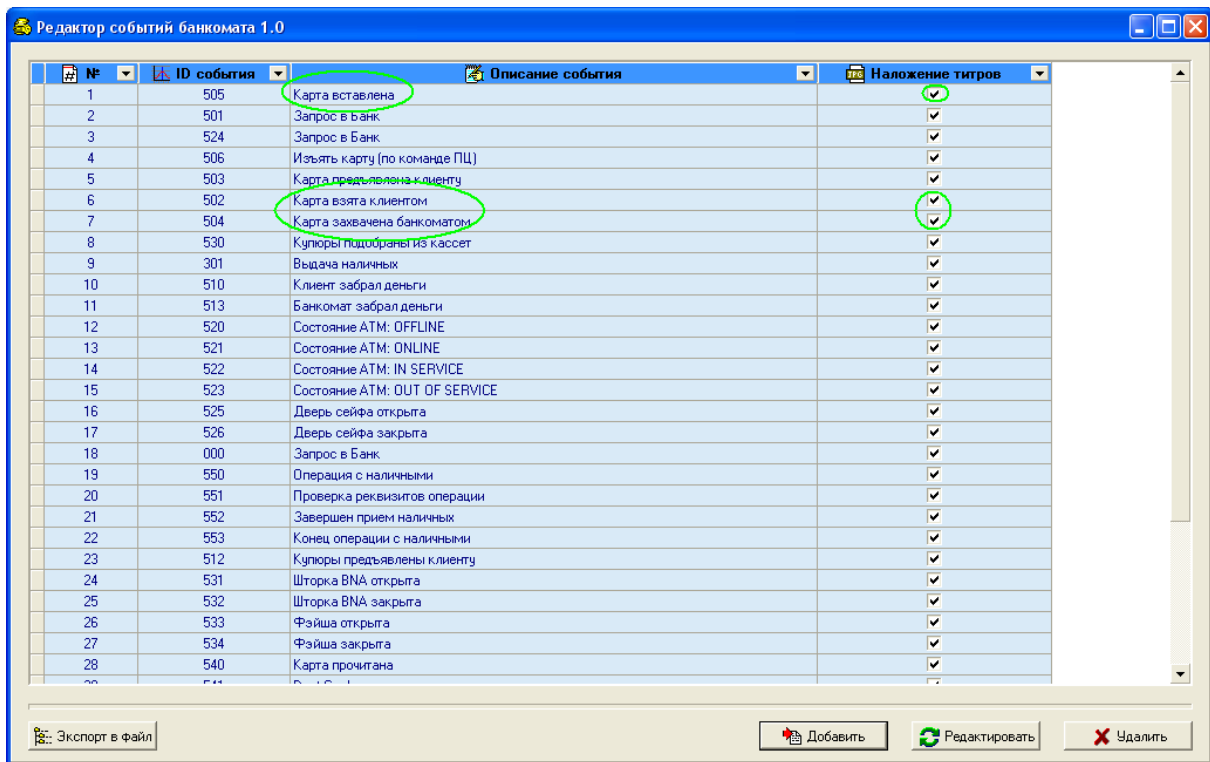 Редактор событий банкомата 1.0
№ ID события Описание события Наложение титров
1 505 Карта вставлена
2 501 Запрос в Банк
3 524 Запрос в Банк
4 506 Изъять карту (по команде ПЦ)
5 503 Карта предъявлена клиенту
6 502 Карта взята клиентом
7 504 Карта захвачена банкоматом
8 530 Купюры подобраны из кассет
9 301 Выдача наличных
10 510 Клиент забрал деньги
11 513 Банкомат забрал деньги
12 520 Состояние ATM: OFFLINE
13 521 Состояние ATM: ONLINE
14 522 Состояние ATM: IN SERVICE
15 523 Состояние ATM: OUT OF SERVICE
16 525 Дверь сейфа открыта
17 526 Дверь сейфа закрыта
18 000 Запрос в Банк
19 550 Операция с наличными
20 551 Проверка реквизитов операции
21 552 Завершен прием наличных
22 553 Конец операции с наличными
23 512 Купюры предъявлены клиенту
24 531 Шторка BNA открыта
25 532 Шторка BNA закрыта
26 533 Фэйша открыта
27 534 Фэйша закрыта
28 540 Карта прочитана
Экспорт в файл Добавить Редактировать Удалить